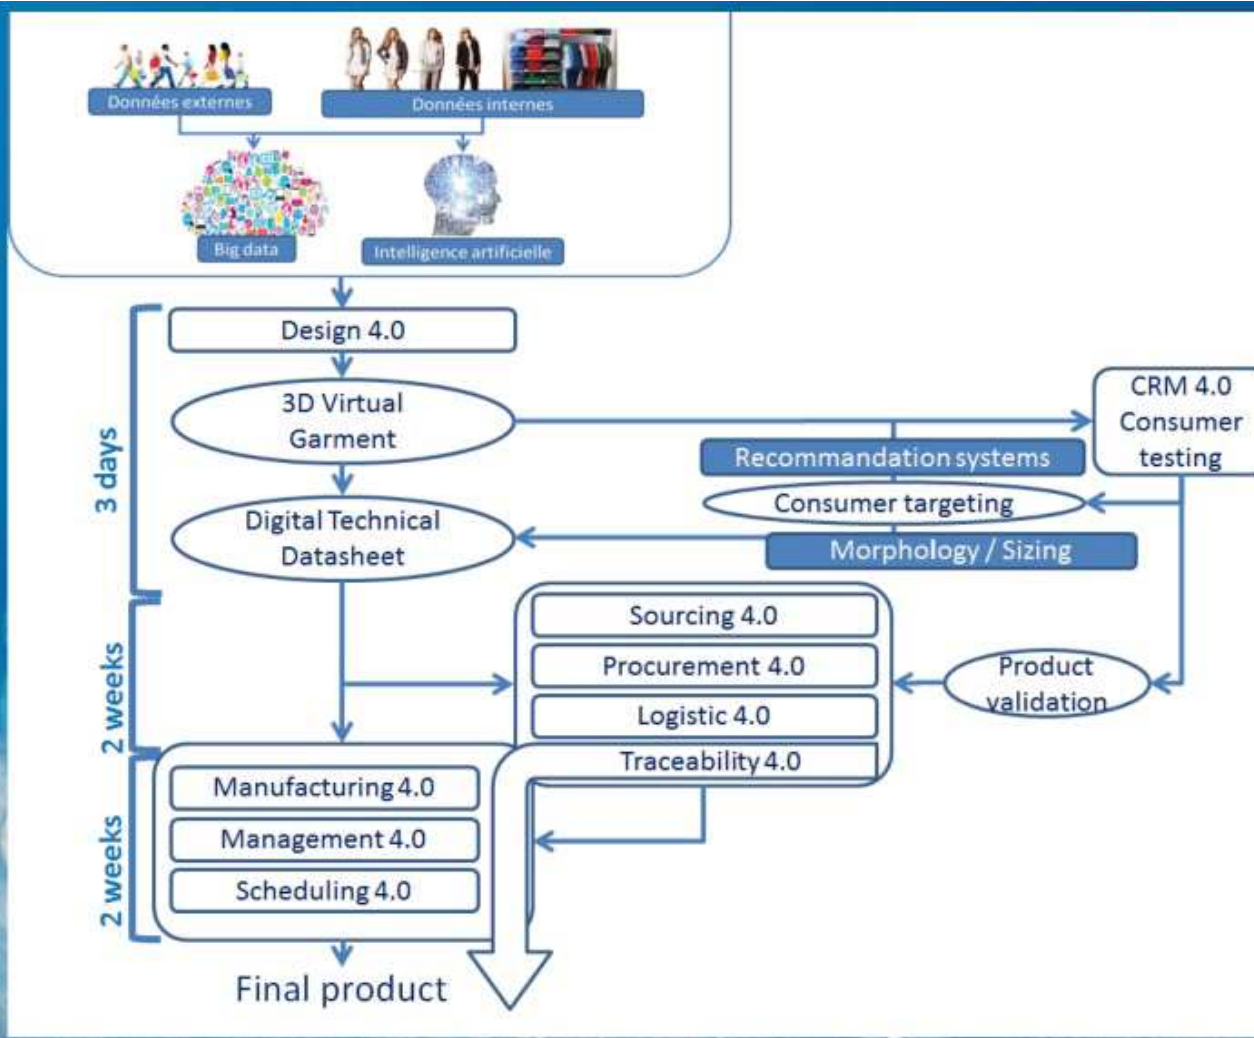 Données externes
Données internes
Big data
Intelligence artificielle
Design 4.0
3D Virtual
Garment
CRM 4.0
Consumer
testing
Recommandation systems
Consumer targeting
Digital Technical
Datasheet
Morphology / Sizing
3 days
Sourcing 4.0
Procurement 4.0
Product
validation
Logistic 4.0
2 weeks
Traceability 4.0
Manufacturing 4.0
Management 4.0
Scheduling 4.0
2 weeks
Final product